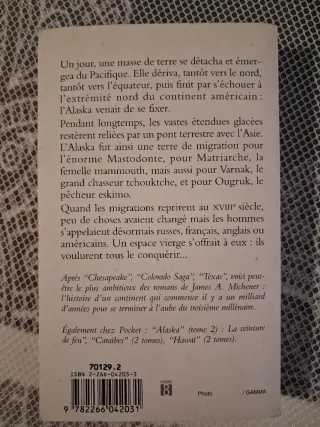 Un jour, une masse de terre se détacha et émer-
gea du Pacifique. Elle dériva, tantôt vers le nord,
tantôt vers l'équateur, puis finit par s'échouer à
l'extrémité nord du continent américain :
l'Alaska venait de se fixer.
Pendant longtemps, les vastes étendues glacées
restèrent reliées par un pont terrestre avec l'Asie.
L'Alaska fut ainsi une terre de migration pour
l'énorme Mastodonte, pour Matriarche, la
femelle mammouth, mais aussi pour Varnak, le
grand chasseur tchouktche, et pour Ougruk, le
pêcheur eskimo.
Quand les migrations reprirent au XVIIIe siècle,
peu de choses avaient changé mais les hommes
s'appelaient désormais russes, français, anglais ou
américains. Un espace vierge s'offrait à eux : ils
voulurent tous le conquérir...
Après "Chesapeake", "Colorado Saga", "Texas", voici peut-
être le plus ambitieux des romans de James A. Michener :
l'histoire d'un continent qui commence il y a un milliard
d'années pour se terminer à l'aube du troisième millénaire.
Également chez Pocket : "Alaska" (tome 2) : La ceinture
de feu", "Caraïbes" (2 tomes), "Hawaï" (2 tomes).
70129.2
ISBN 2-266-04203-3
9 782266 042031
Photo / GAMMA